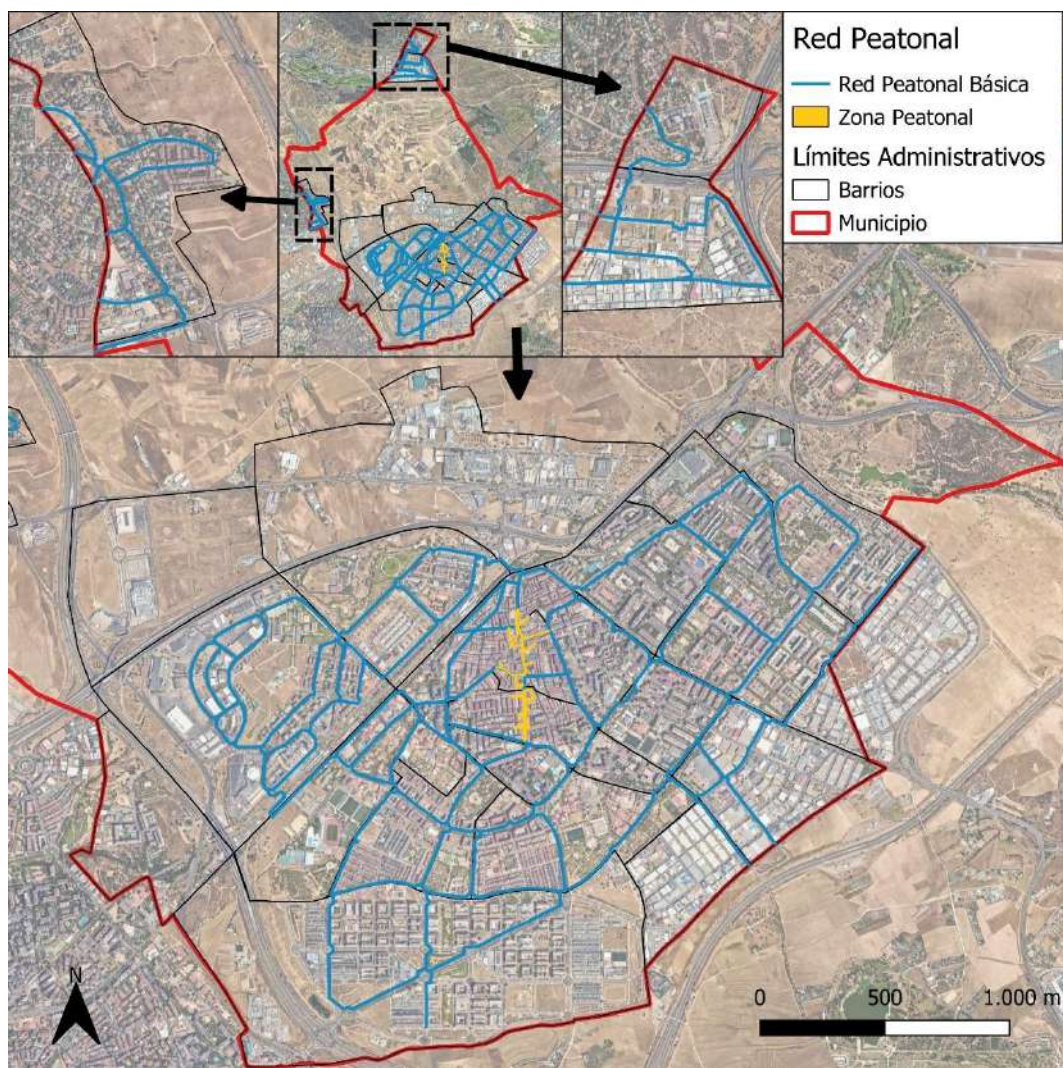 Red Peatonal
Red Peatonal Básica
Zona Peatonal
Límites Administrativos
Barrios
Municipio
N
0 500 1.000 m